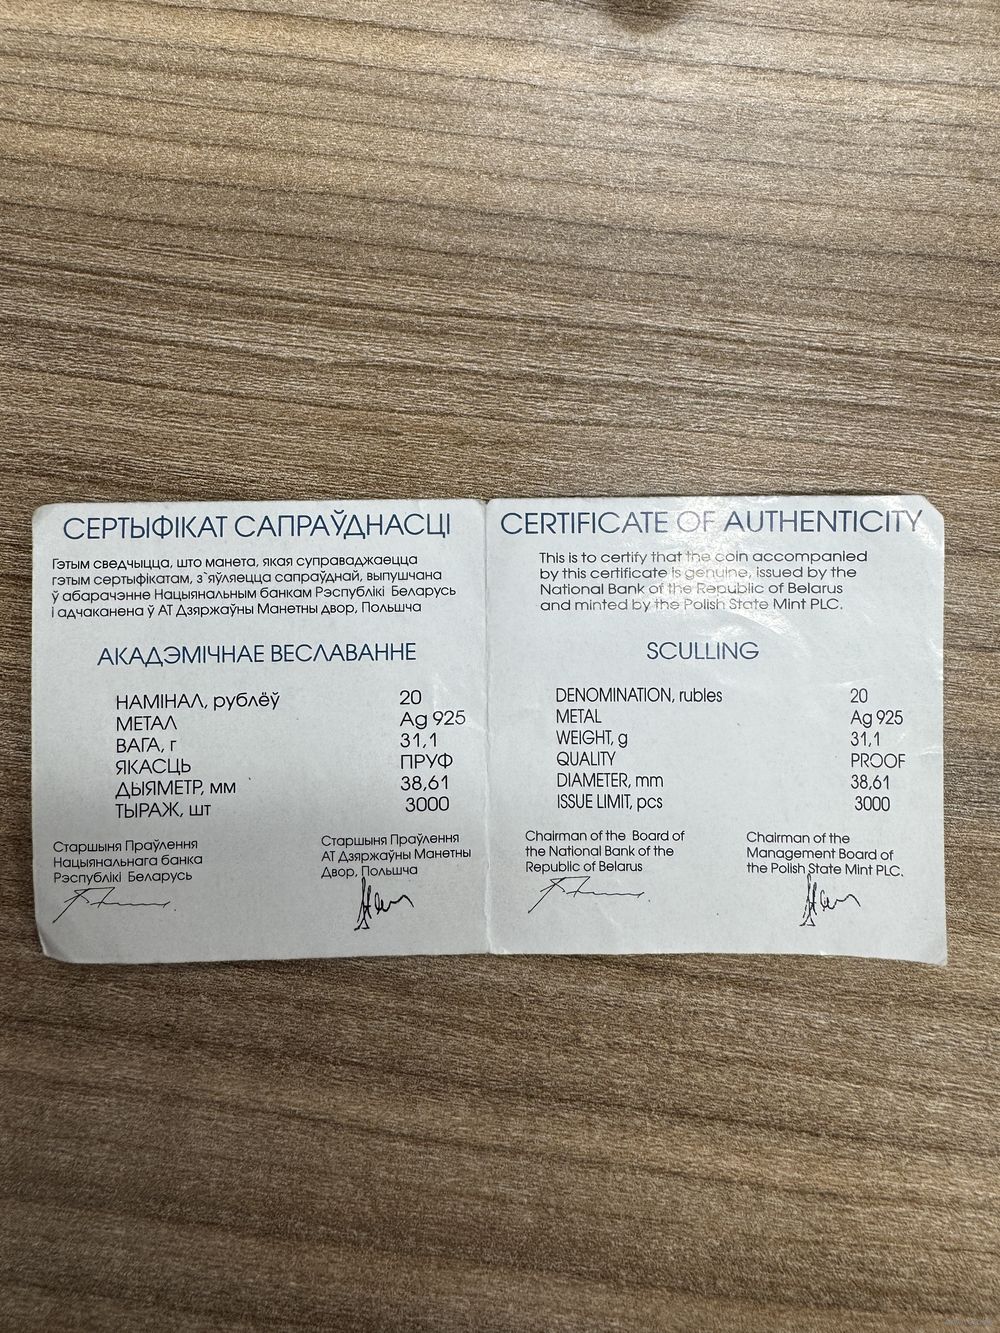 СЕРТЫФІКАТ САПРАЎДНАСЦІ
Гэтым сведчыцца, што манета, якая суправаджаецца
гэтым сертыфікатам, з`яўляецца сапраўднай, выпушчана
ў абарачэнне Нацыянальным банкам Рэспублікі Беларусь
і адчаканена ў АТ Дзяржаўны Манетны двор, Польшча
АКАДЭМІЧНАЕ ВЕСЛАВАННЕ
НАМІНАЛ, рублёў 20
МЕТАЛ Ag 925
ВАГА, г 31,1
ЯКАСЦЬ ПРУФ
ДЫЯМЕТР, мм 38,61
ТЫРАЖ, шт 3000
Старшыня Праўлення
Нацыянальнага банка
Рэспублікі Беларусь
Старшыня Праўлення
АТ Дзяржаўны Манетны
Двор, Польшча
CERTIFICATE OF AUTHENTICITY
This is to certify that the coin accompanied
by this certificate is genuine, issued by the
National Bank of the Republic of Belarus
and minted by the Polish State Mint PLC.
SCULLING
DENOMINATION, rubles 20
METAL Ag 925
WEIGHT, g 31,1
QUALITY PROOF
DIAMETER, mm 38,61
ISSUE LIMIT, pcs 3000
Chairman of the Board of
the National Bank of the
Republic of Belarus
Chairman of the
Management Board of
the Polish State Mint PLC.